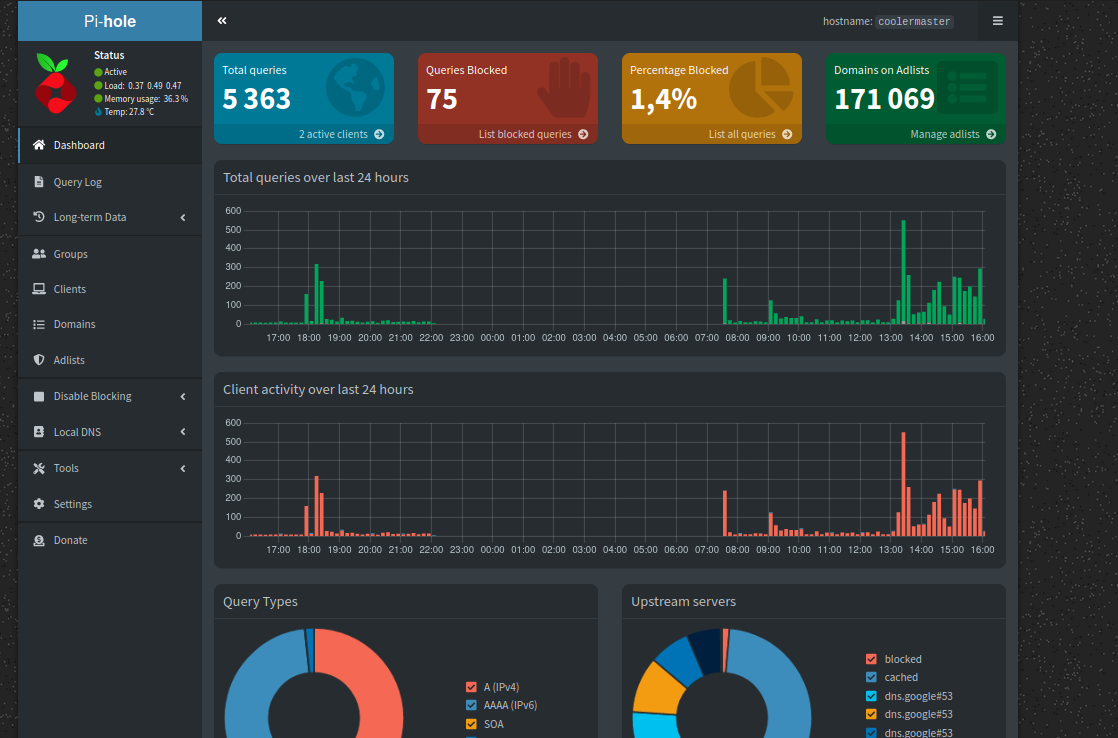 Pi-hole
hostname: coolermaster
Status
Active
Load: 0.37 0.49 0.47
Memory usage: 36.3 %
Temp: 27.8 °C
Dashboard
Query Log
Long-term Data
Groups
Clients
Domains
Adlists
Disable Blocking
Local DNS
Tools
Settings
Donate
Total queries
5 363
2 active clients
Queries Blocked
75
List blocked queries
Percentage Blocked
1,4%
List all queries
Domains on Adlists
171 069
Manage adlists
Total queries over last 24 hours
600
500
400
300
200
100
0
17:00 18:00 19:00 20:00 21:00 22:00 23:00 00:00 01:00 02:00 03:00 04:00 05:00 06:00 07:00 08:00 09:00 10:00 11:00 12:00 13:00 14:00 15:00 16:00
Client activity over last 24 hours
600
500
400
300
200
100
0
17:00 18:00 19:00 20:00 21:00 22:00 23:00 00:00 01:00 02:00 03:00 04:00 05:00 06:00 07:00 08:00 09:00 10:00 11:00 12:00 13:00 14:00 15:00 16:00
Query Types
A (IPv4)
AAAA (IPv6)
SOA
Upstream servers
blocked
cached
dns.google#53
dns.google#53
dns.google#53